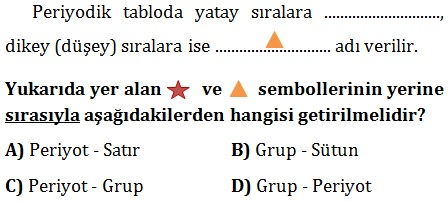 Periyodik tabloda yatay sıralara ..............................,
dikey (düşey) sıralara ise .............................. adı verilir.
Yukarıda yer alan ve sembollerinin yerine
sırasıyla aşağıdakilerden hangisi getirilmelidir?
A) Periyot - Satır B) Grup - Sütun
C) Periyot - Grup D) Grup - Periyot